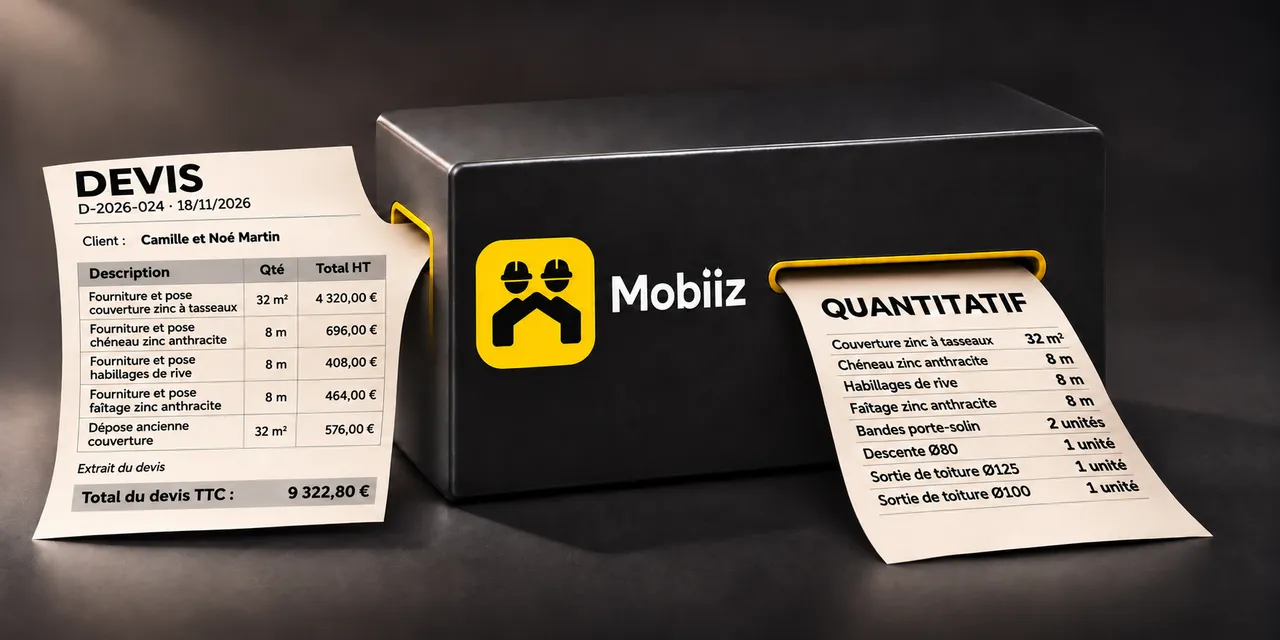 DEVIS
D-2026-024 · 18/11/2026
Client : Camille et Noé Martin
Description Qté Total HT
Fourniture et pose
couverture zinc à tasseaux 32 m² 4 320,00 €
Fourniture et pose
chéneau zinc anthracite 8 m 696,00 €
Fourniture et pose
habillages de rive 8 m 408,00 €
Fourniture et pose
faîtage zinc anthracite 8 m 464,00 €
Dépose ancienne
couverture 32 m² 576,00 €
Extrait du devis
Total du devis TTC : 9 322,80 €
Mobiiz
QUANTITATIF
Couverture zinc à tasseaux 32 m²
Chéneau zinc anthracite 8 m
Habillages de rive 8 m
Faîtage zinc anthracite 8 m
Bandes porte-solin 2 unités
Descente Ø80 1 unité
Sortie de toiture Ø125 1 unité
Sortie de toiture Ø100 1 unité